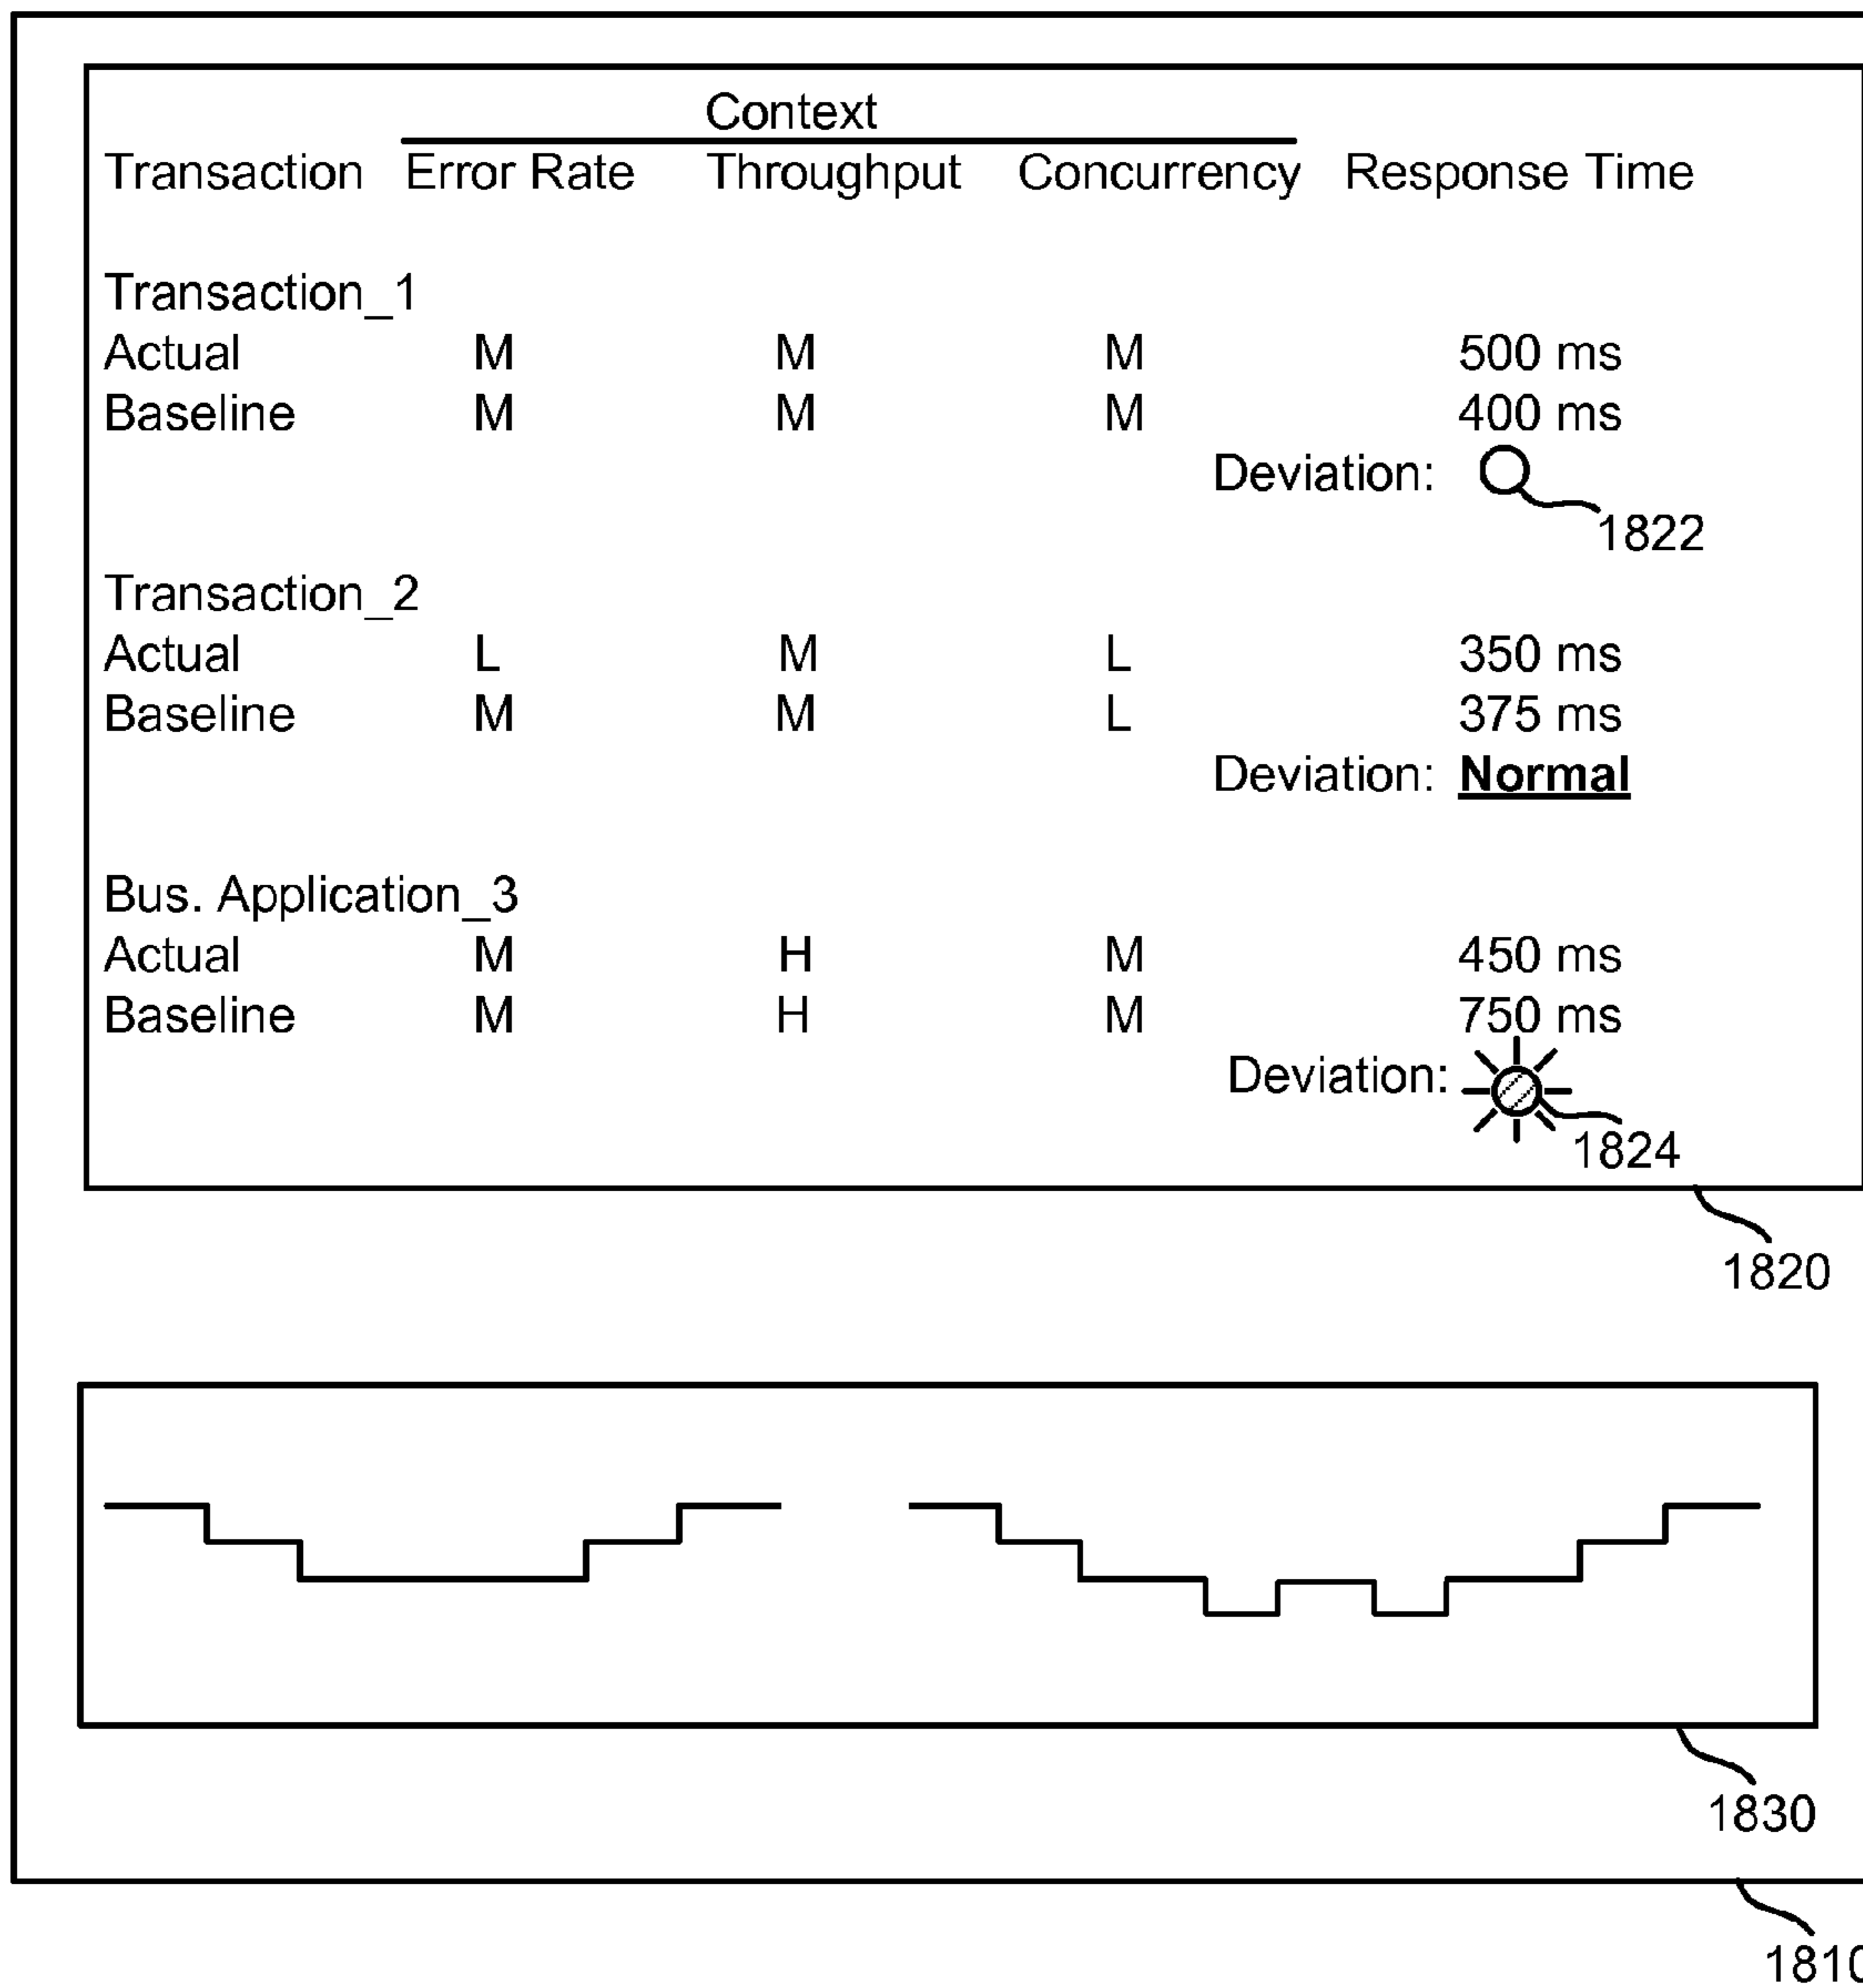 Context
Transaction Error Rate Throughput Concurrency Response Time
Transaction_1
Actual M M M 500 ms
Baseline M M M 400 ms
Deviation:
1822
Transaction_2
Actual L M L 350 ms
Baseline M M L 375 ms
Deviation: Normal
Bus. Application_3
Actual M H M 450 ms
Baseline M H M 750 ms
Deviation:
1824
1820
1830
1810